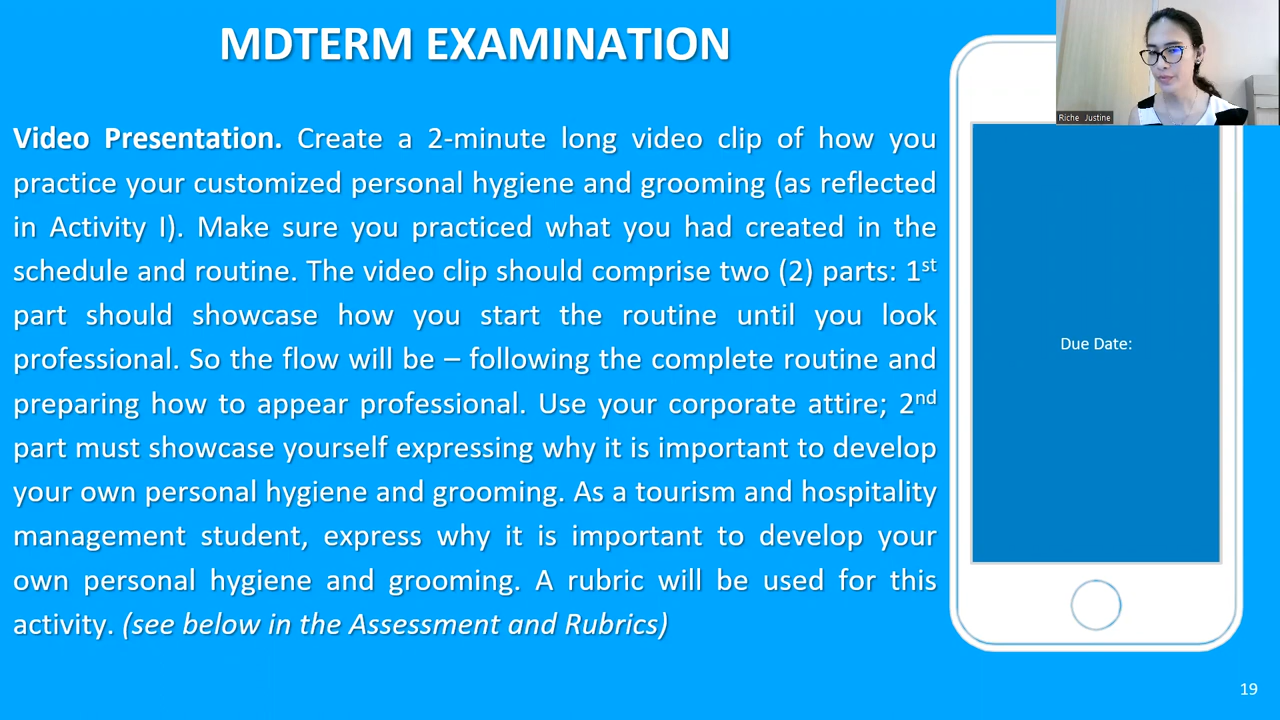 MDTERM EXAMINATION
Video Presentation. Create a 2-minute long video clip of how you
practice your customized personal hygiene and grooming (as reflected
in Activity I). Make sure you practiced what you had created in the
schedule and routine. The video clip should comprise two (2) parts: 1st
part should showcase how you start the routine until you look
professional. So the flow will be – following the complete routine and
preparing how to appear professional. Use your corporate attire; 2nd
part must showcase yourself expressing why it is important to develop
your own personal hygiene and grooming. As a tourism and hospitality
management student, express why it is important to develop your
own personal hygiene and grooming. A rubric will be used for this
activity. (see below in the Assessment and Rubrics)
Riche Justine
Due Date:
19